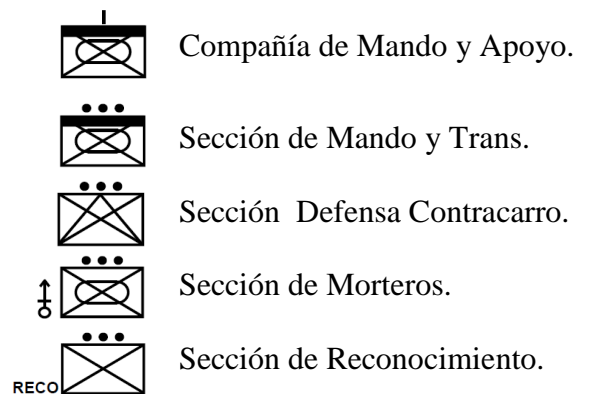 Compañía de Mando y Apoyo.
Sección de Mando y Trans.
Sección Defensa Contracarro.
Sección de Morteros.
RECO Sección de Reconocimiento.